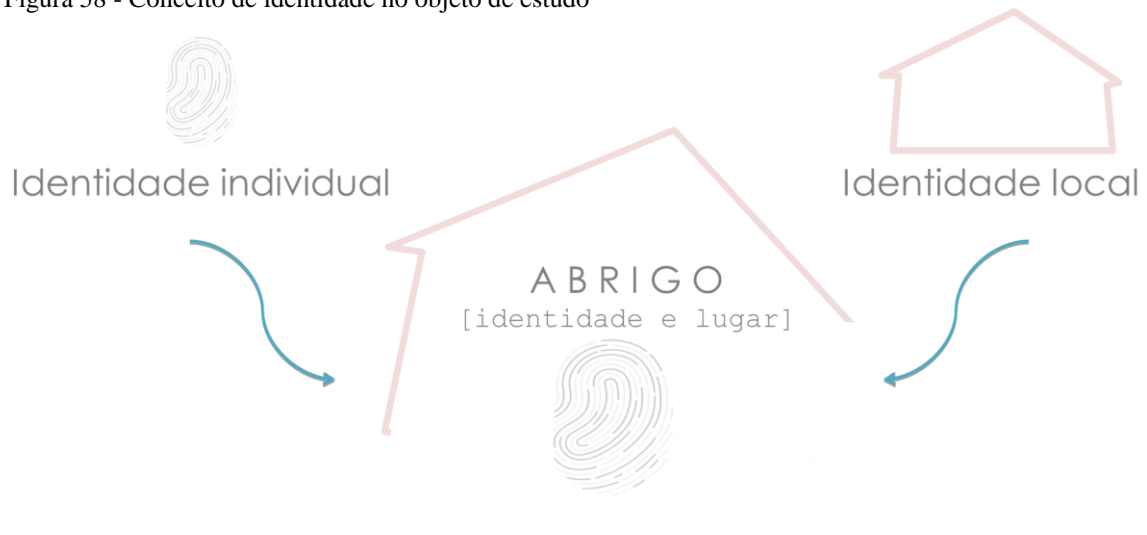 Figura 58 - Conceito de identidade no objeto de estudo
Identidade individual
Identidade local
ABRIGO
[identidade e lugar]